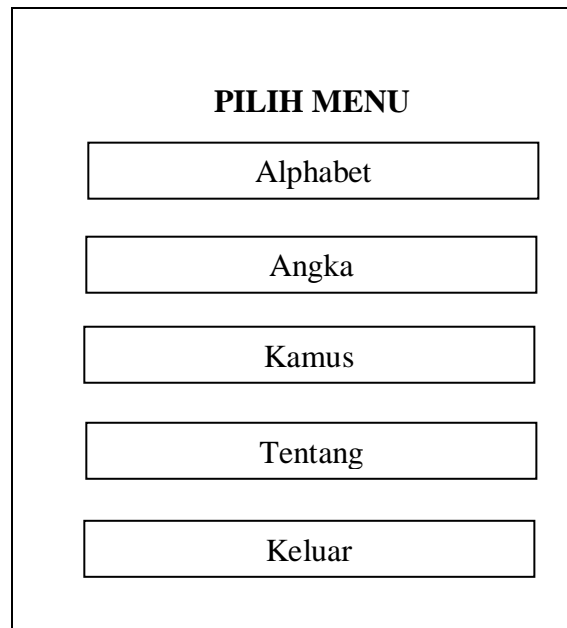 PILIH MENU
Alphabet
Angka
Kamus
Tentang
Keluar